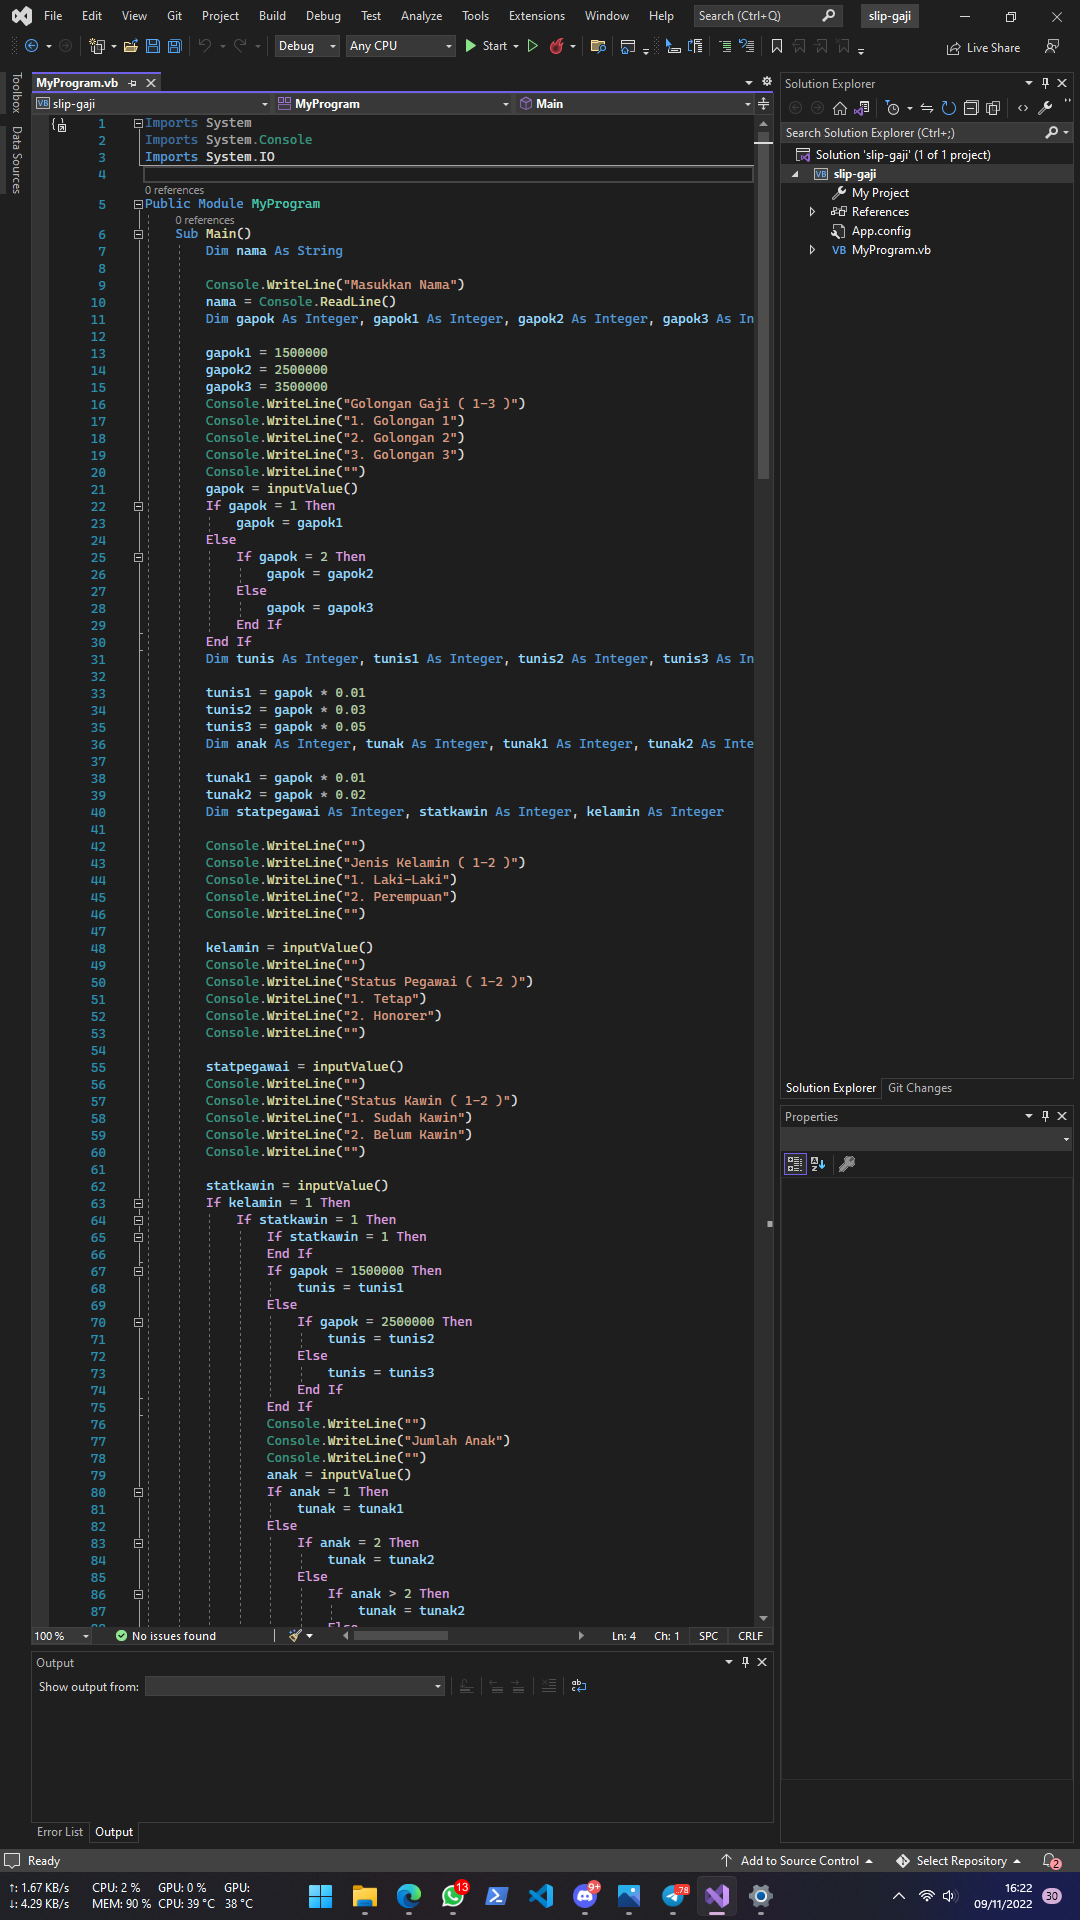 File Edit View Git Project Build Debug Test Analyze Tools Extensions Window Help Search (Ctrl+Q) slip-gaji
Debug Any CPU Start Live Share
Toolbox
Data Sources
MyProgram.vb
slip-gaji MyProgram Main
1 Imports System
2 Imports System.Console
3 Imports System.IO
4
0 references
5 Public Module MyProgram
0 references
6 Sub Main()
7 Dim nama As String
8
9 Console.WriteLine("Masukkan Nama")
10 nama = Console.ReadLine()
11 Dim gapok As Integer, gapok1 As Integer, gapok2 As Integer, gapok3 As In
12
13 gapok1 = 1500000
14 gapok2 = 2500000
15 gapok3 = 3500000
16 Console.WriteLine("Golongan Gaji ( 1-3 )")
17 Console.WriteLine("1. Golongan 1")
18 Console.WriteLine("2. Golongan 2")
19 Console.WriteLine("3. Golongan 3")
20 Console.WriteLine("")
21 gapok = inputValue()
22 If gapok = 1 Then
23 gapok = gapok1
24 Else
25 If gapok = 2 Then
26 gapok = gapok2
27 Else
28 gapok = gapok3
29 End If
30 End If
31 Dim tunis As Integer, tunis1 As Integer, tunis2 As Integer, tunis3 As In
32
33 tunis1 = gapok * 0.01
34 tunis2 = gapok * 0.03
35 tunis3 = gapok * 0.05
36 Dim anak As Integer, tunak As Integer, tunak1 As Integer, tunak2 As Inte
37
38 tunak1 = gapok * 0.01
39 tunak2 = gapok * 0.02
40 Dim statpegawai As Integer, statkawin As Integer, kelamin As Integer
41
42 Console.WriteLine("")
43 Console.WriteLine("Jenis Kelamin ( 1-2 )")
44 Console.WriteLine("1. Laki-Laki")
45 Console.WriteLine("2. Perempuan")
46 Console.WriteLine("")
47
48 kelamin = inputValue()
49 Console.WriteLine("")
50 Console.WriteLine("Status Pegawai ( 1-2 )")
51 Console.WriteLine("1. Tetap")
52 Console.WriteLine("2. Honorer")
53 Console.WriteLine("")
54
55 statpegawai = inputValue()
56 Console.WriteLine("")
57 Console.WriteLine("Status Kawin ( 1-2 )")
58 Console.WriteLine("1. Sudah Kawin")
59 Console.WriteLine("2. Belum Kawin")
60 Console.WriteLine("")
61
62 statkawin = inputValue()
63 If kelamin = 1 Then
64 If statkawin = 1 Then
65 If statkawin = 1 Then
66 End If
67 If gapok = 1500000 Then
68 tunis = tunis1
69 Else
70 If gapok = 2500000 Then
71 tunis = tunis2
72 Else
73 tunis = tunis3
74 End If
75 End If
76 Console.WriteLine("")
77 Console.WriteLine("Jumlah Anak")
78 Console.WriteLine("")
79 anak = inputValue()
80 If anak = 1 Then
81 tunak = tunak1
82 Else
83 If anak = 2 Then
84 tunak = tunak2
85 Else
86 If anak > 2 Then
87 tunak = tunak2
100 % No issues found Ln: 4 Ch: 1 SPC CRLF
Output
Show output from:
Error List Output
Solution Explorer
Search Solution Explorer (Ctrl+;)
Solution 'slip-gaji' (1 of 1 project)
VB slip-gaji
My Project
References
App.config
VB MyProgram.vb
Solution Explorer Git Changes
Properties
Ready Add to Source Control Select Repository 2
↑: 1.67 KB/s CPU: 2 % GPU: 0 % GPU:
↓: 4.29 KB/s MEM: 90 % CPU: 39 °C 38 °C
13 9+ 78
16:22
09/11/2022
30